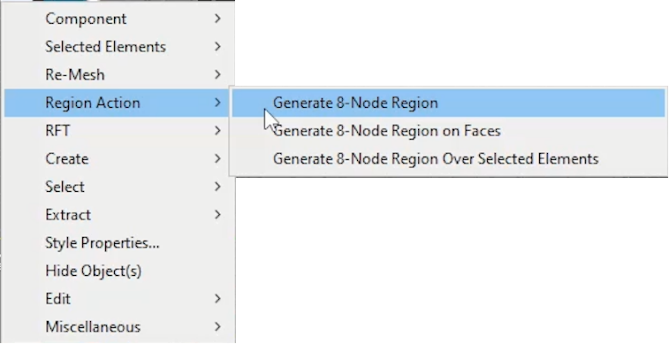 Component
Selected Elements
Re-Mesh
Region Action
RFT
Create
Select
Extract
Style Properties...
Hide Object(s)
Edit
Miscellaneous
Generate 8-Node Region
Generate 8-Node Region on Faces
Generate 8-Node Region Over Selected Elements